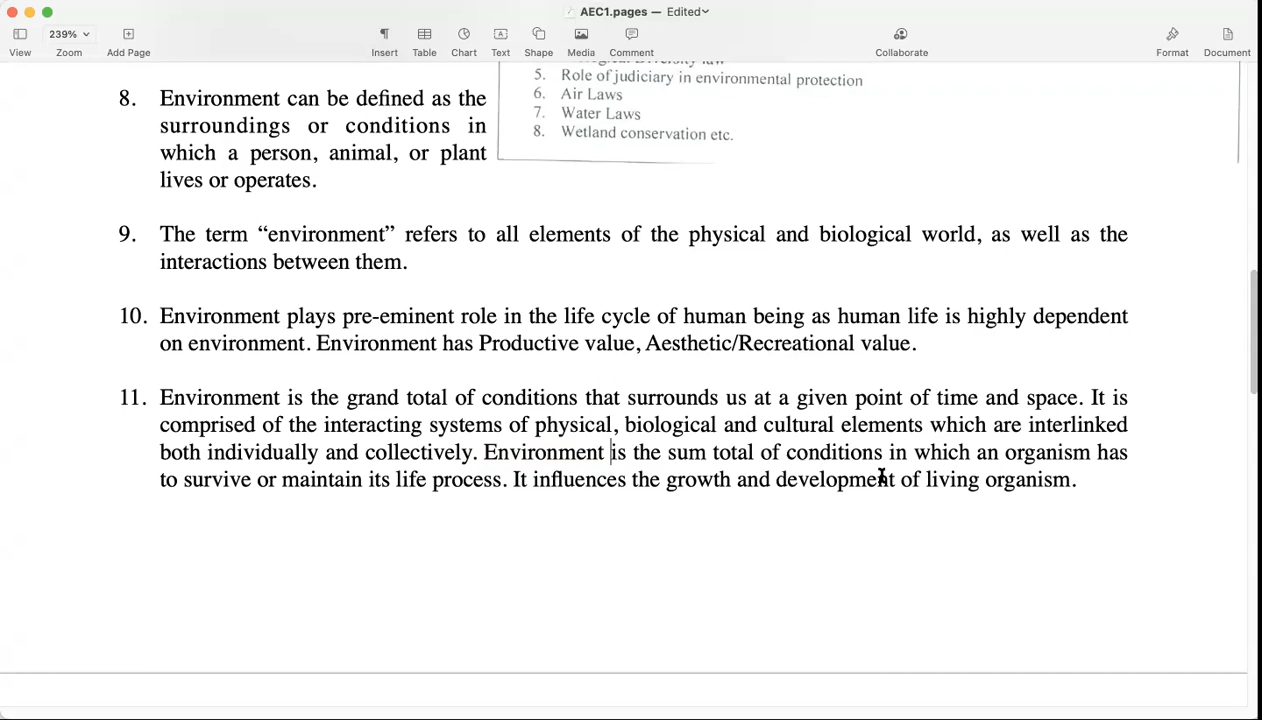 AEC1.pages — Edited
239%
View Zoom Add Page Insert Table Chart Text Shape Media Comment Collaborate Format Document
5. Role of judiciary in environmental protection
6. Air Laws
7. Water Laws
8. Wetland conservation etc.
8. Environment can be defined as the
surroundings or conditions in
which a person, animal, or plant
lives or operates.
9. The term “environment” refers to all elements of the physical and biological world, as well as the
interactions between them.
10. Environment plays pre-eminent role in the life cycle of human being as human life is highly dependent
on environment. Environment has Productive value, Aesthetic/Recreational value.
11. Environment is the grand total of conditions that surrounds us at a given point of time and space. It is
comprised of the interacting systems of physical, biological and cultural elements which are interlinked
both individually and collectively. Environment is the sum total of conditions in which an organism has
to survive or maintain its life process. It influences the growth and development of living organism.